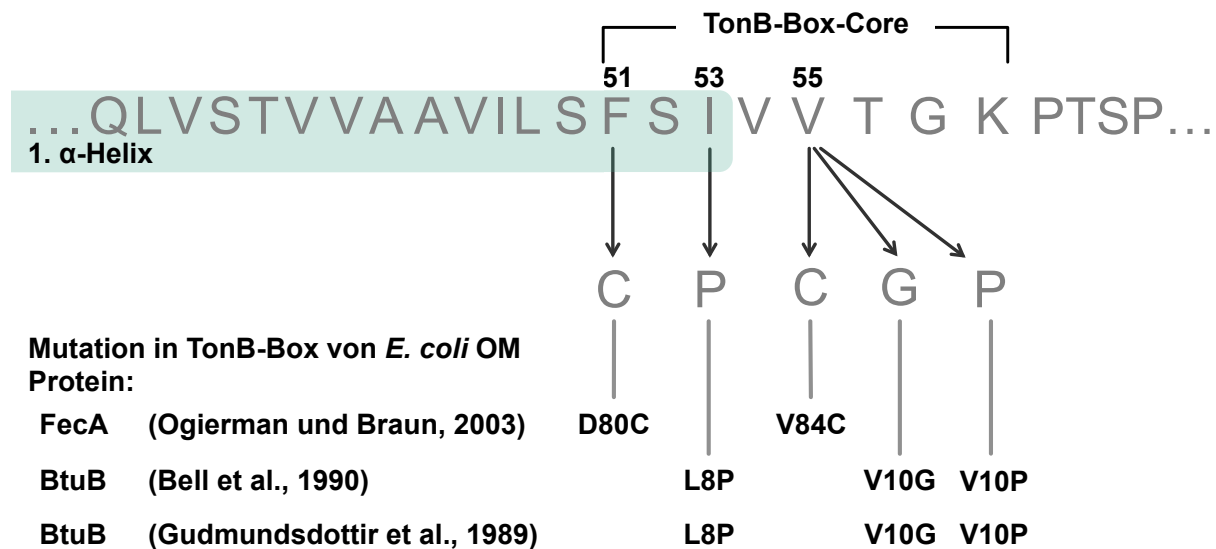 TonB-Box-Core
51 53 55
...QLVSTVVAAVILSFSIVVTGKPTSP...
1. α-Helix
C P C G P
Mutation in TonB-Box von E. coli OM
Protein:
FecA (Ogierman und Braun, 2003) D80C V84C
BtuB (Bell et al., 1990) L8P V10G V10P
BtuB (Gudmundsdottir et al., 1989) L8P V10G V10P